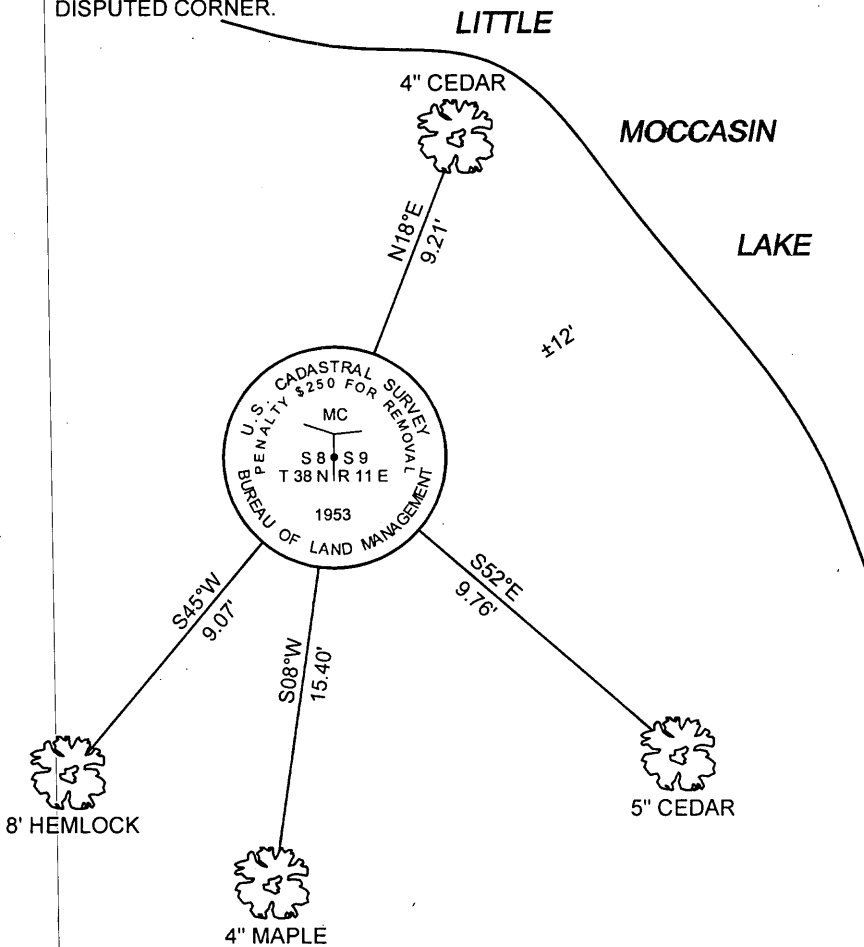 DISPUTED CORNER.
LITTLE
4" CEDAR
MOCCASIN
LAKE
N18°E
9.21'
±12'
U.S. CADASTRAL SURVEY
PENALTY $250 FOR REMOVAL
MC
S 8 S 9
T 38 N R 11 E
1953
BUREAU OF LAND MANAGEMENT
S45°W
9.07'
S08°W
15.40'
S52°E
9.76'
8' HEMLOCK
5" CEDAR
4" MAPLE